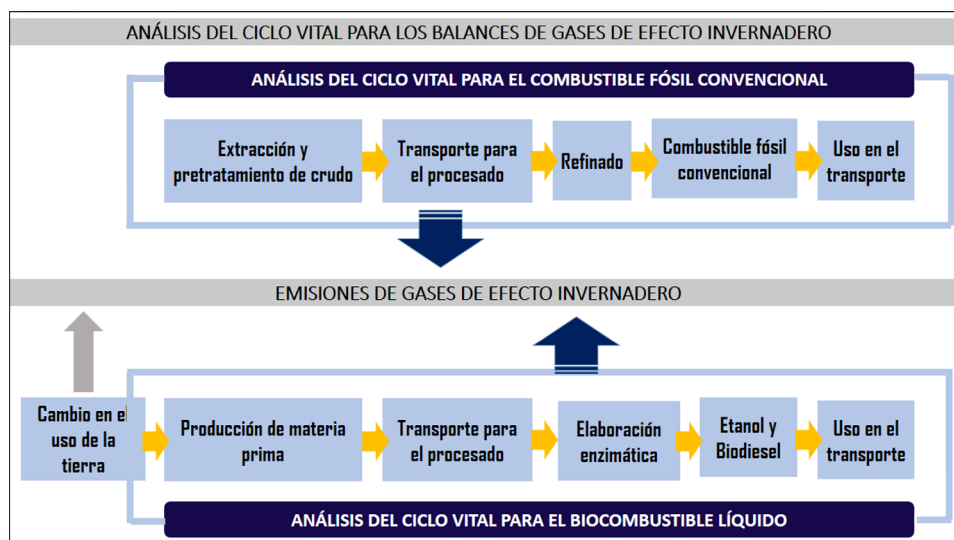 ANÁLISIS DEL CICLO VITAL PARA LOS BALANCES DE GASES DE EFECTO INVERNADERO
ANÁLISIS DEL CICLO VITAL PARA EL COMBUSTIBLE FÓSIL CONVENCIONAL
Extracción y
pretratamiento de crudo
Transporte para
el procesado
Refinado
Combustible fósil
convencional
Uso en el
transporte
EMISIONES DE GASES DE EFECTO INVERNADERO
Cambio en el
uso de la
tierra
Producción de materia
prima
Transporte para
el procesado
Elaboración
enzimática
Etanol y
Biodiesel
Uso en el
transporte
ANÁLISIS DEL CICLO VITAL PARA EL BIOCOMBUSTIBLE LÍQUIDO